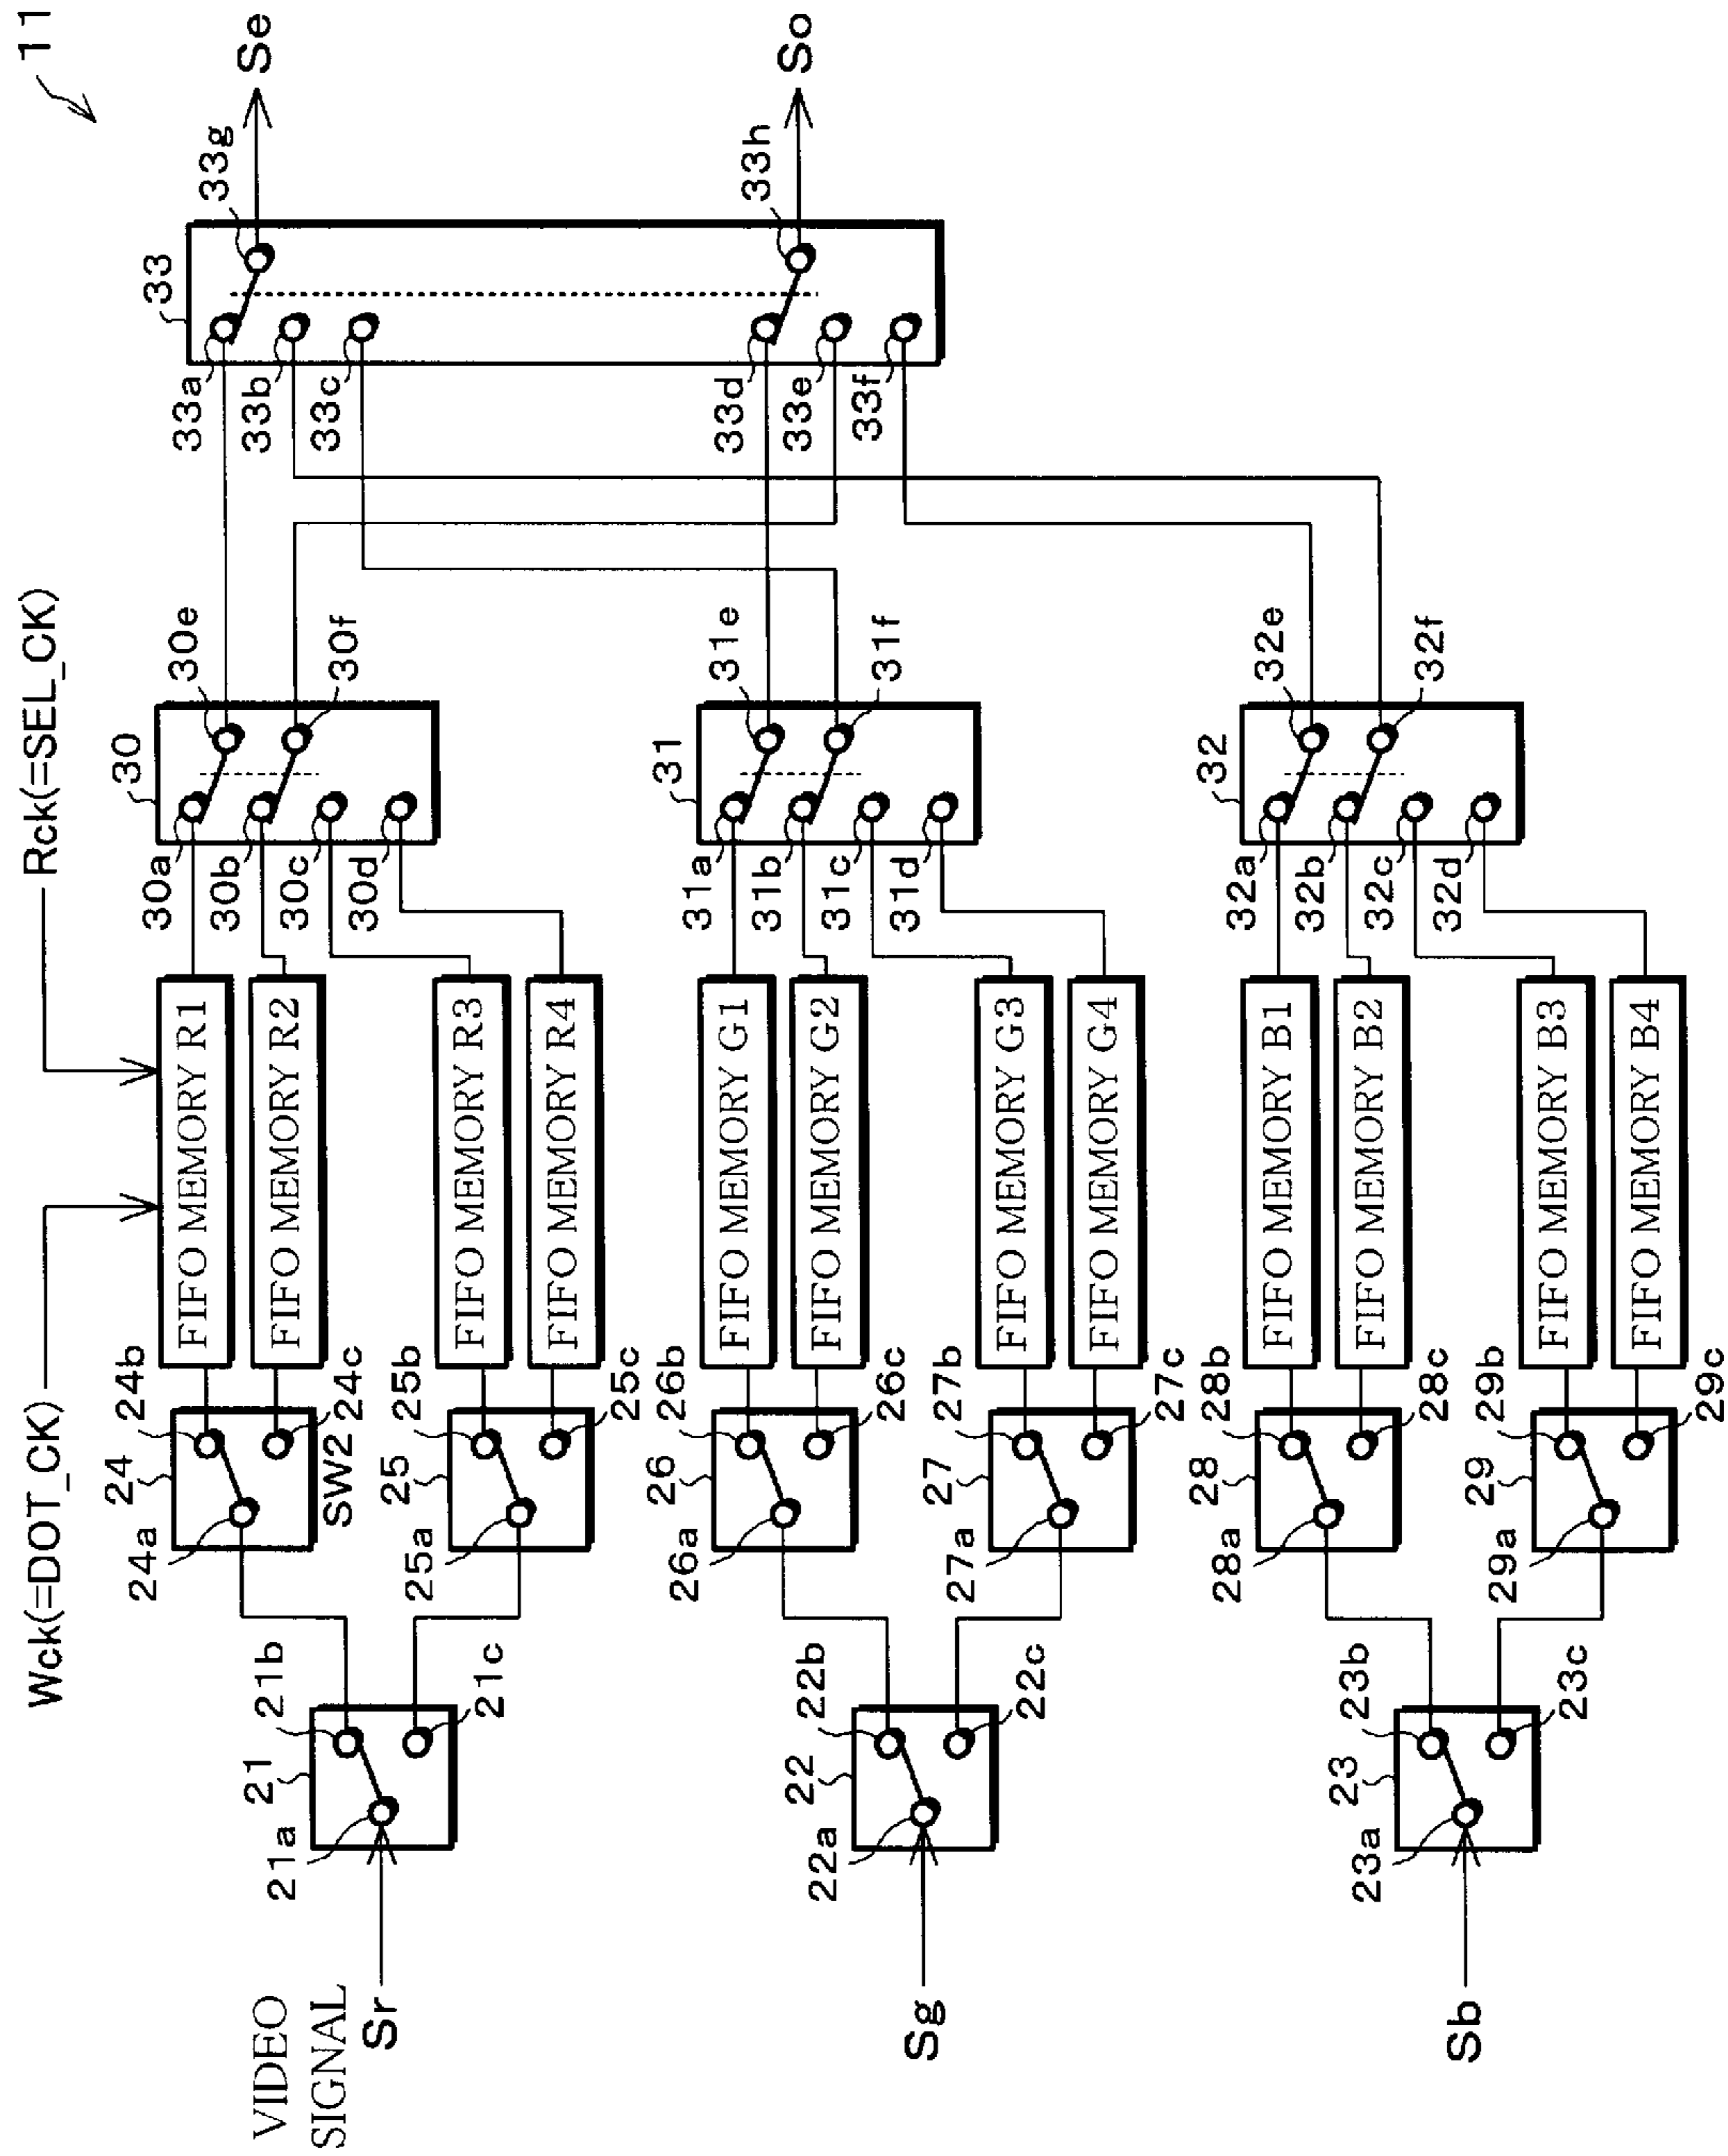 11
Wck(=DOT_CK)
Rck(=SEL_CK)
VIDEO
SIGNAL
Sr
21
21a
21b
21c
24
24a
24b
24c
SW2
25
25a
25b
25c
FIFO MEMORY R1
FIFO MEMORY R2
FIFO MEMORY R3
FIFO MEMORY R4
30
30a
30b
30c
30d
30e
30f
Sg
22
22a
22b
22c
26
26a
26b
26c
27
27a
27b
27c
FIFO MEMORY G1
FIFO MEMORY G2
FIFO MEMORY G3
FIFO MEMORY G4
31
31a
31b
31c
31d
31e
31f
Sb
23
23a
23b
23c
28
28a
28b
28c
29
29a
29b
29c
FIFO MEMORY B1
FIFO MEMORY B2
FIFO MEMORY B3
FIFO MEMORY B4
32
32a
32b
32c
32d
32e
32f
33
33a
33b
33c
33d
33e
33f
33g
33h
Se
So